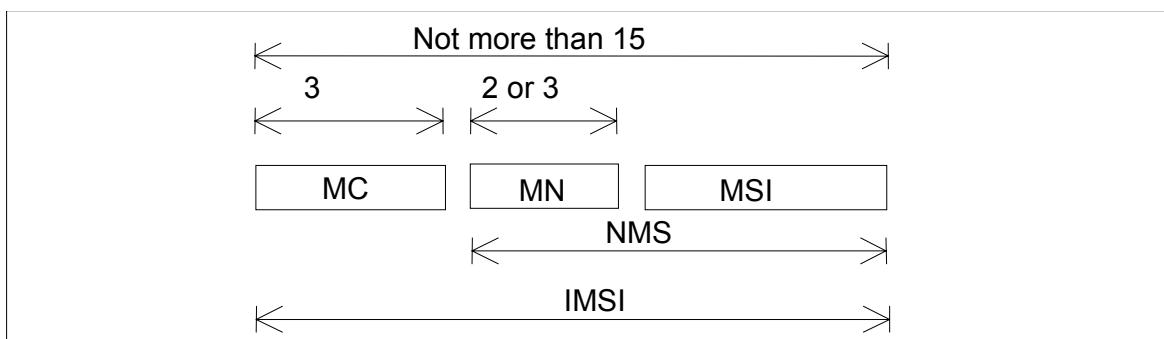 Not more than 15
3 2 or 3
MC MN MSI
NMS
IMSI